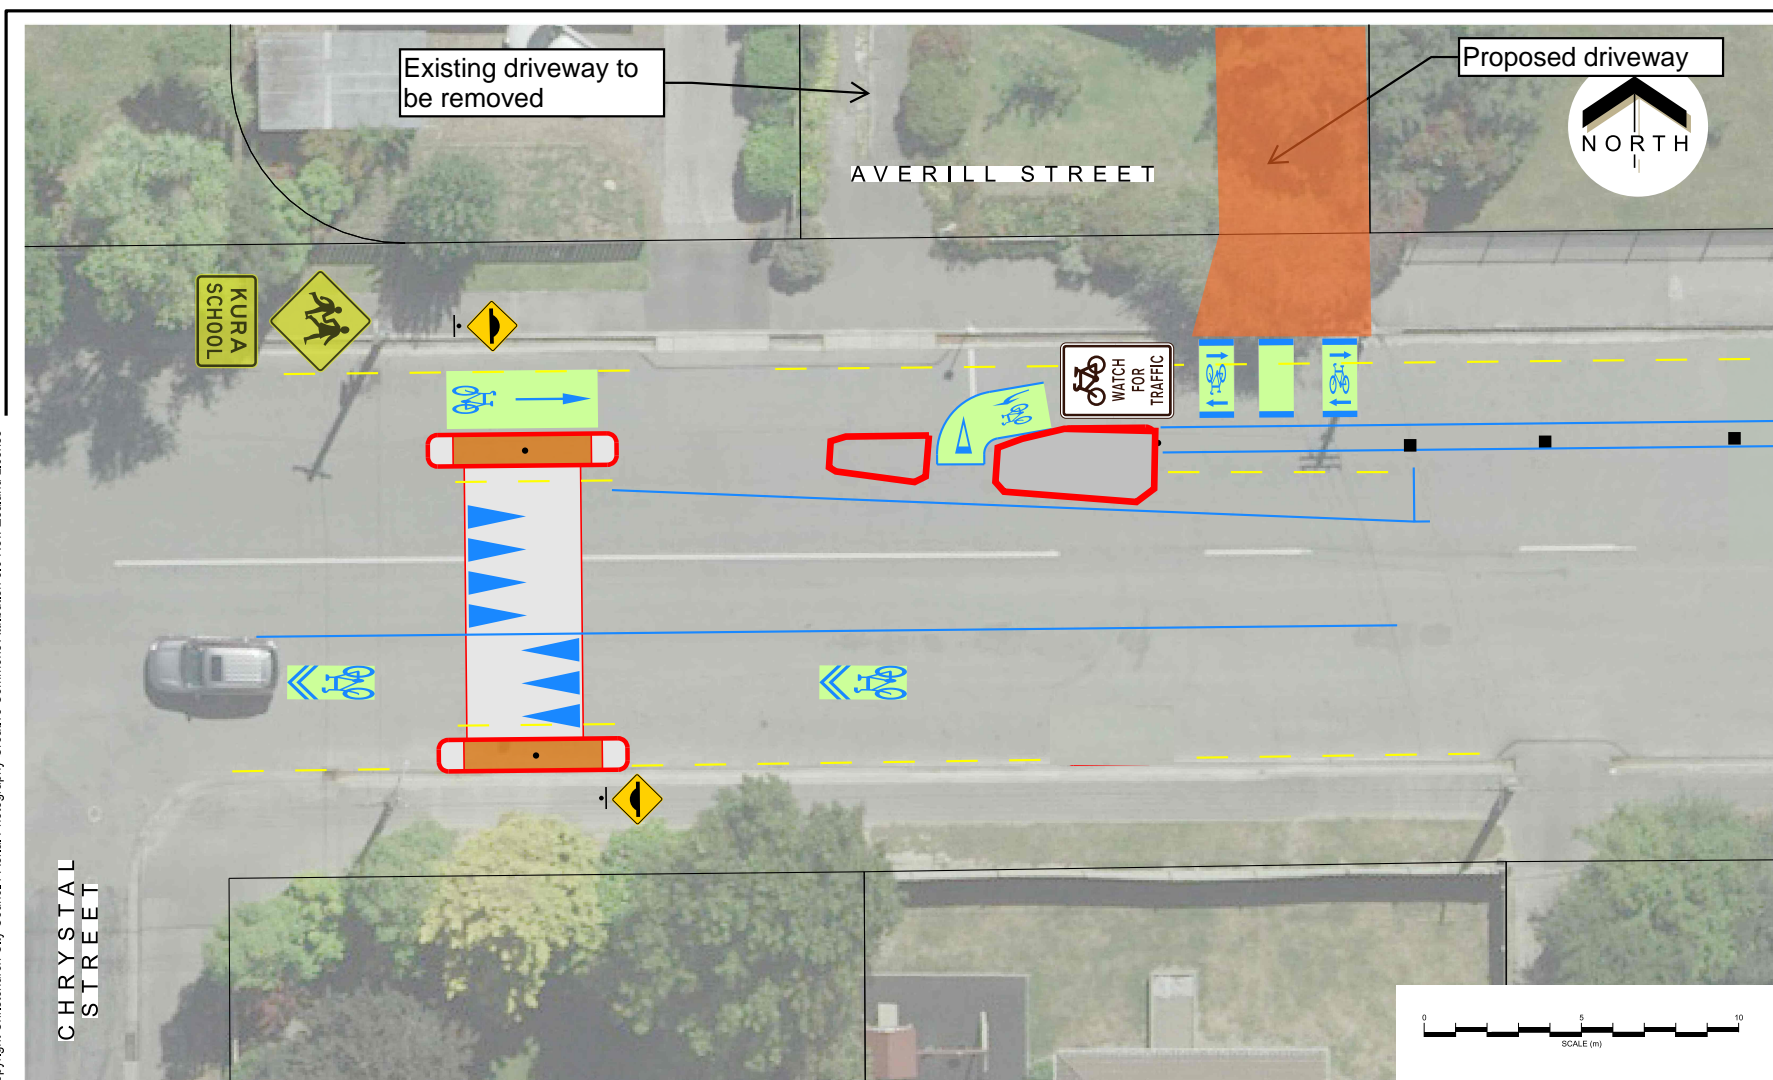 Existing driveway to
be removed
Proposed driveway
NORTH
AVERILL STREET
KURA
SCHOOL
WATCH
FOR
TRAFFIC
CHRYSTAL
STREET
0 5 10
SCALE (m)